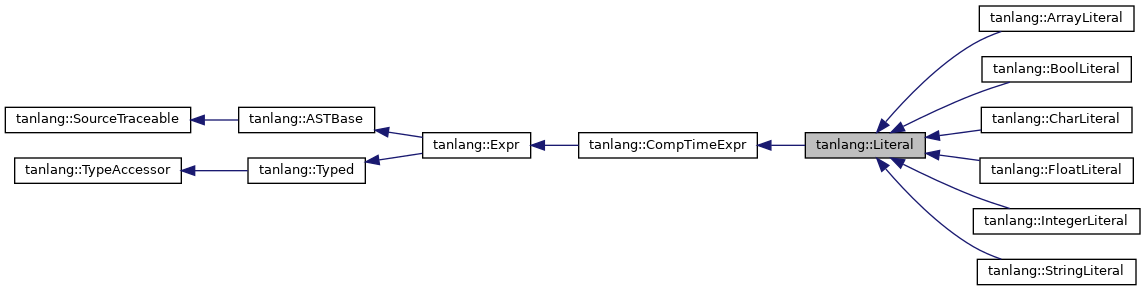 tanlang::SourceTraceable
tanlang::TypeAccessor
tanlang::ASTBase
tanlang::Typed
tanlang::Expr
tanlang::CompTimeExpr
tanlang::Literal
tanlang::ArrayLiteral
tanlang::BoolLiteral
tanlang::CharLiteral
tanlang::FloatLiteral
tanlang::IntegerLiteral
tanlang::StringLiteral